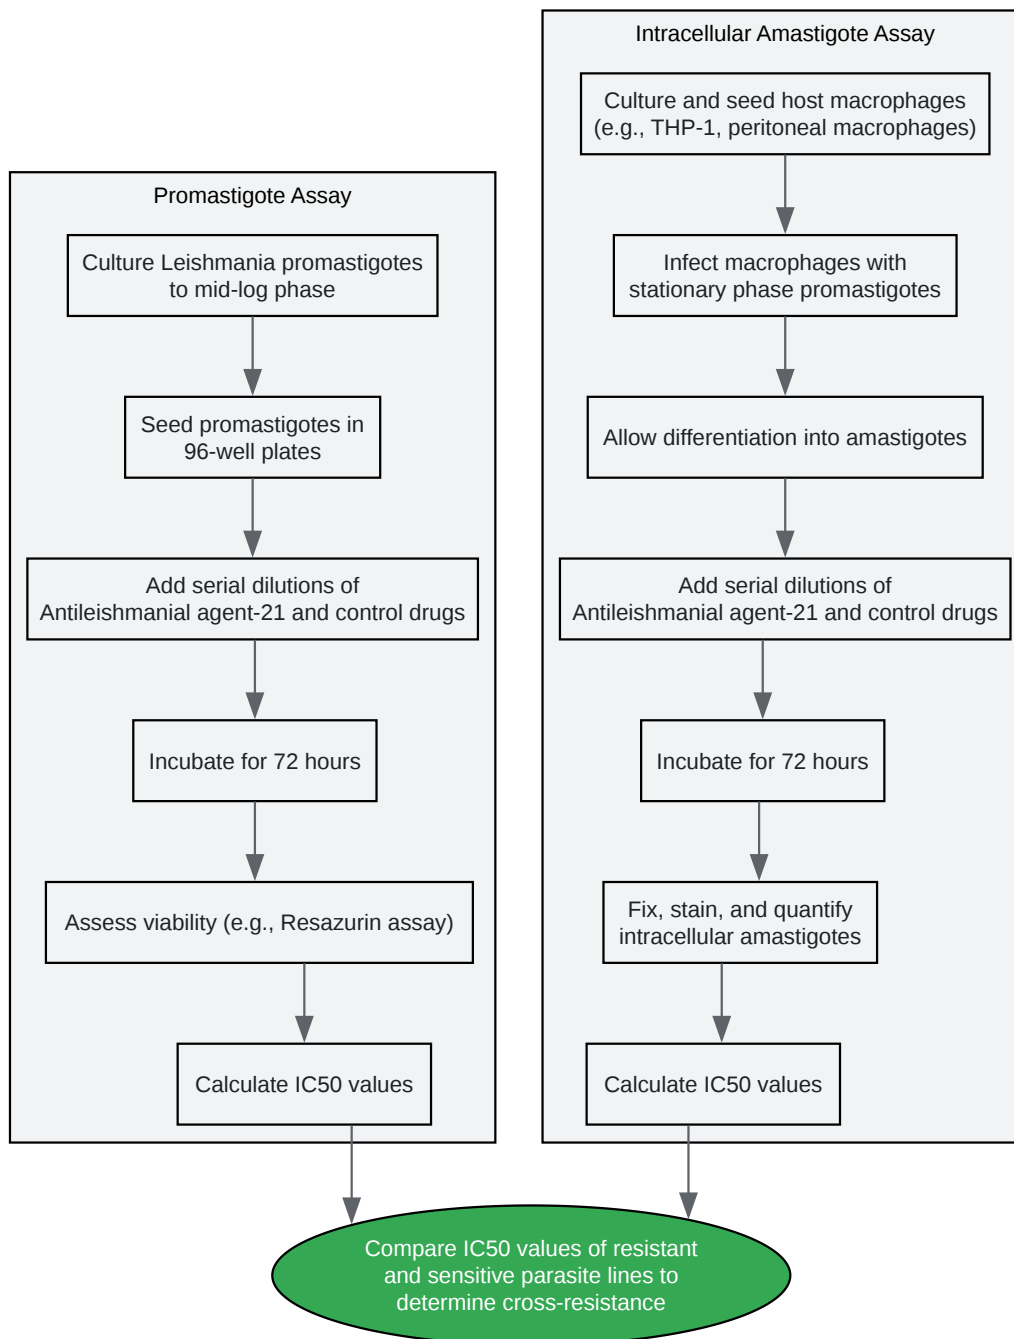 Promastigote Assay
Culture Leishmania promastigotes
to mid-log phase
Seed promastigotes in
96-well plates
Add serial dilutions of
Antileishmanial agent-21 and control drugs
Incubate for 72 hours
Assess viability (e.g., Resazurin assay)
Calculate IC50 values
Intracellular Amastigote Assay
Culture and seed host macrophages
(e.g., THP-1, peritoneal macrophages)
Infect macrophages with
stationary phase promastigotes
Allow differentiation into amastigotes
Add serial dilutions of
Antileishmanial agent-21 and control drugs
Incubate for 72 hours
Fix, stain, and quantify
intracellular amastigotes
Calculate IC50 values
Compare IC50 values of resistant
and sensitive parasite lines to
determine cross-resistance